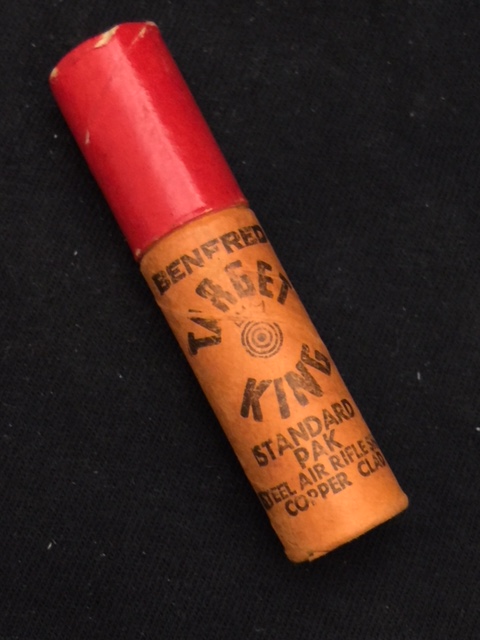 BENFRED
TARGET
KING
STANDARD
PAK
STEEL AIR RIFLE
COPPER CLAD